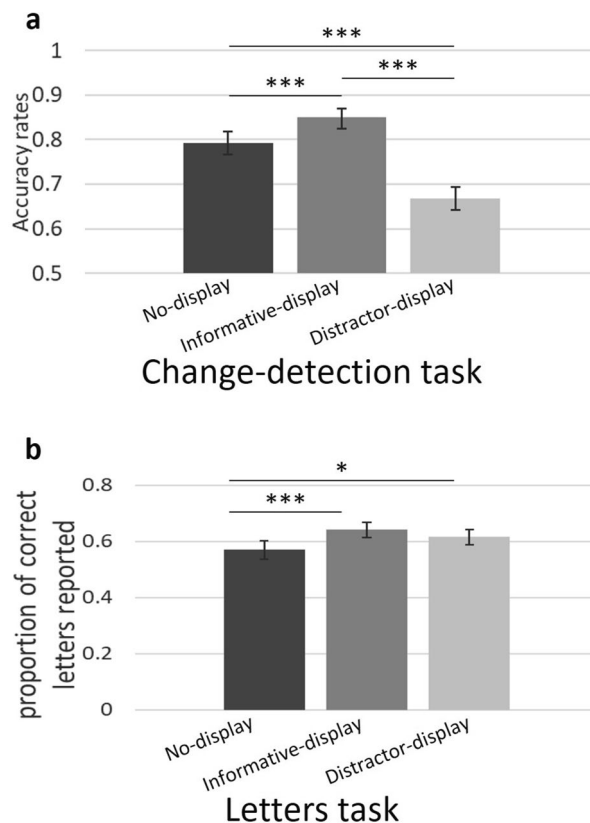 a
***
*** ***
1
0.9
0.8
0.7
0.6
0.5
Accuracy rates
No-display
Informative-display
Distractor-display
Change-detection task
b
*
***
0.8
0.6
0.4
0.2
0
proportion of correct
letters reported
No-display
Informative-display
Distractor-display
Letters task